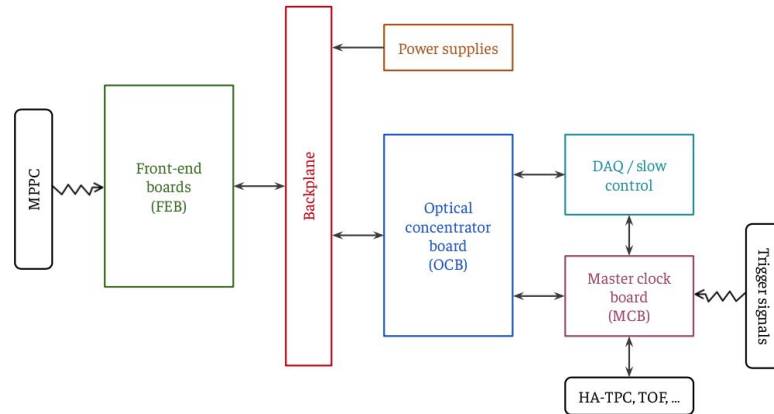 MPPC
Front-end
boards
(FEB)
Backplane
Power supplies
Optical
concentrator
board
(OCB)
DAQ / slow
control
Master clock
board
(MCB)
Trigger signals
HA-TPC, TOF, ...